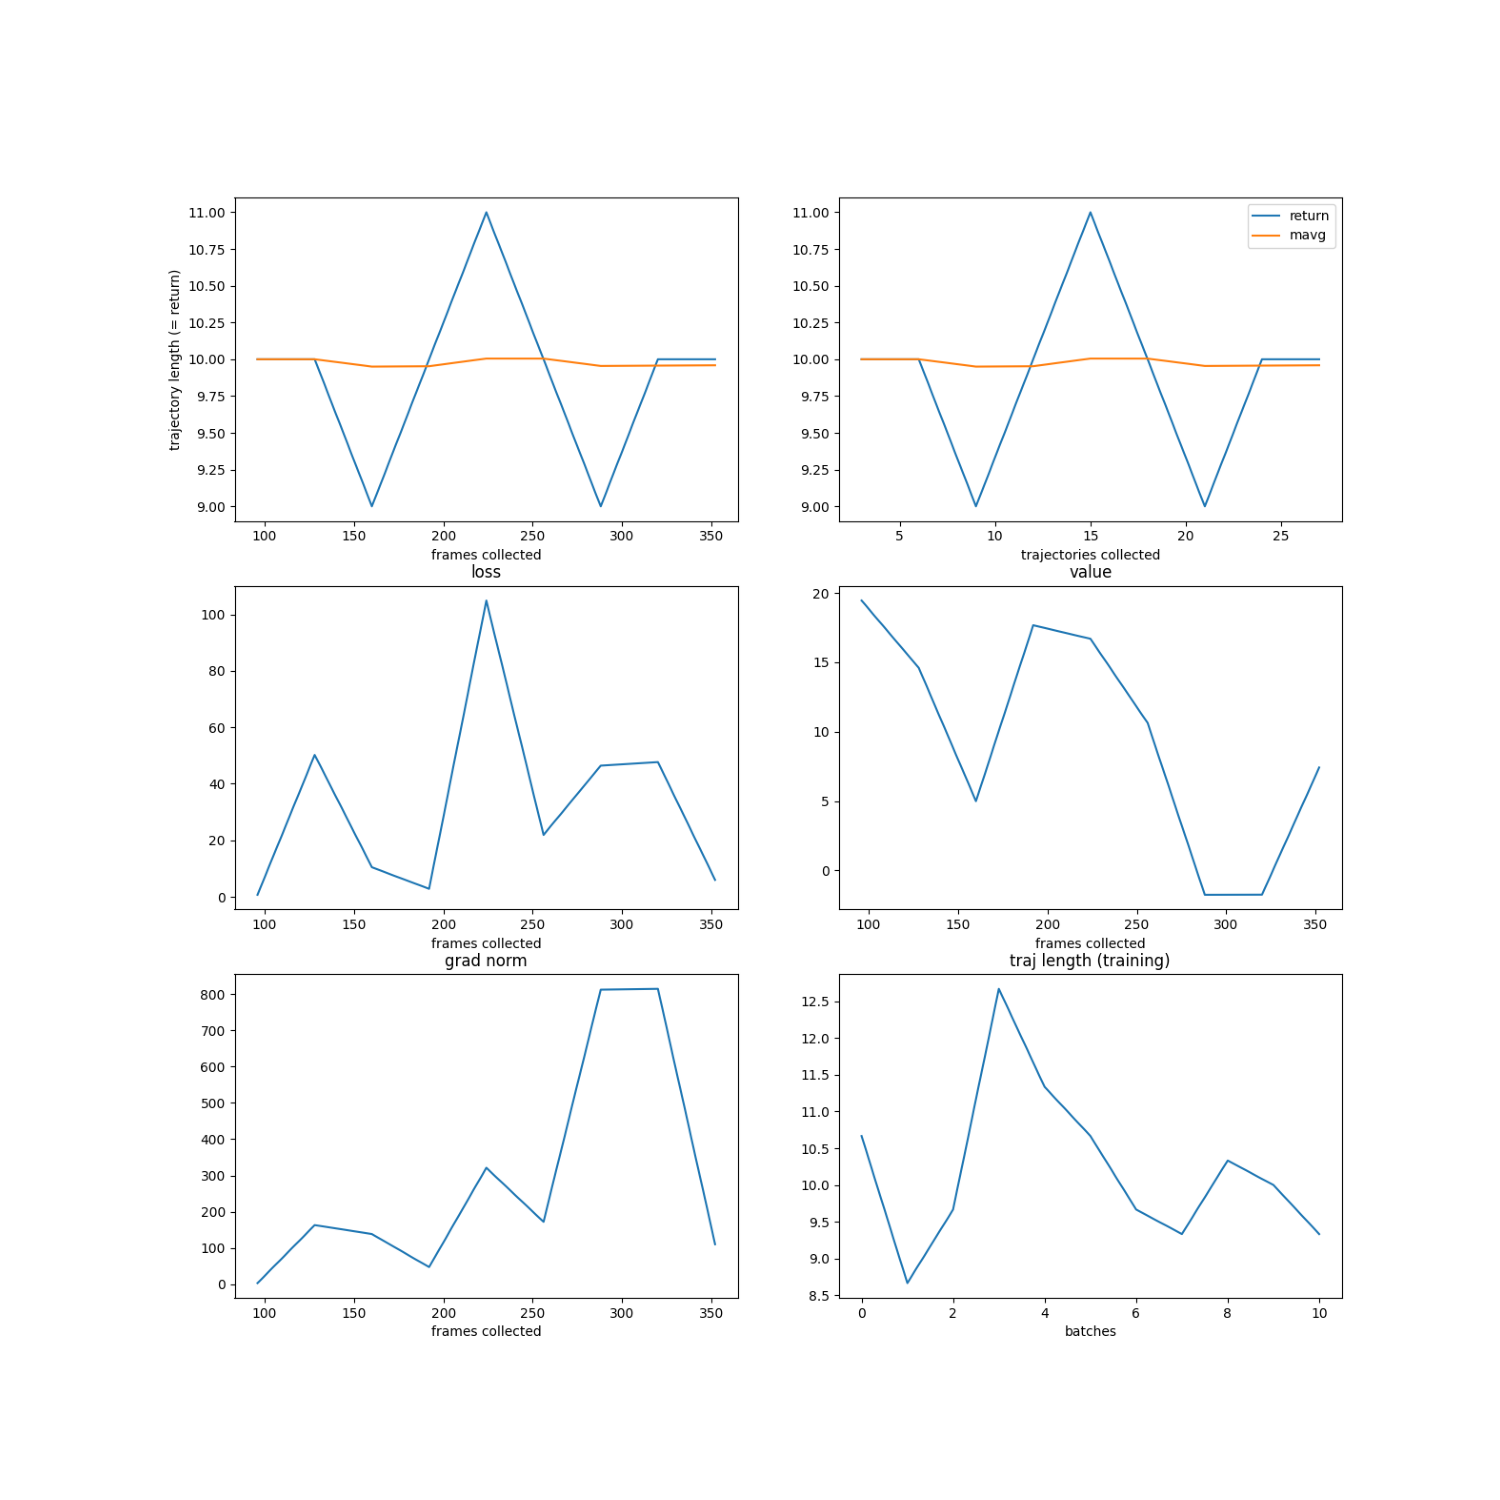 trajectory length (= return)
11.00
10.75
10.50
10.25
10.00
9.75
9.50
9.25
9.00
100 150 200 250 300 350
frames collected
return
mavg
11.00
10.75
10.50
10.25
10.00
9.75
9.50
9.25
9.00
5 10 15 20 25
trajectories collected
loss
100
80
60
40
20
0
100 150 200 250 300 350
frames collected
value
20
15
10
5
0
100 150 200 250 300 350
frames collected
grad norm
800
700
600
500
400
300
200
100
0
100 150 200 250 300 350
frames collected
traj length (training)
12.5
12.0
11.5
11.0
10.5
10.0
9.5
9.0
8.5
0 2 4 6 8 10
batches